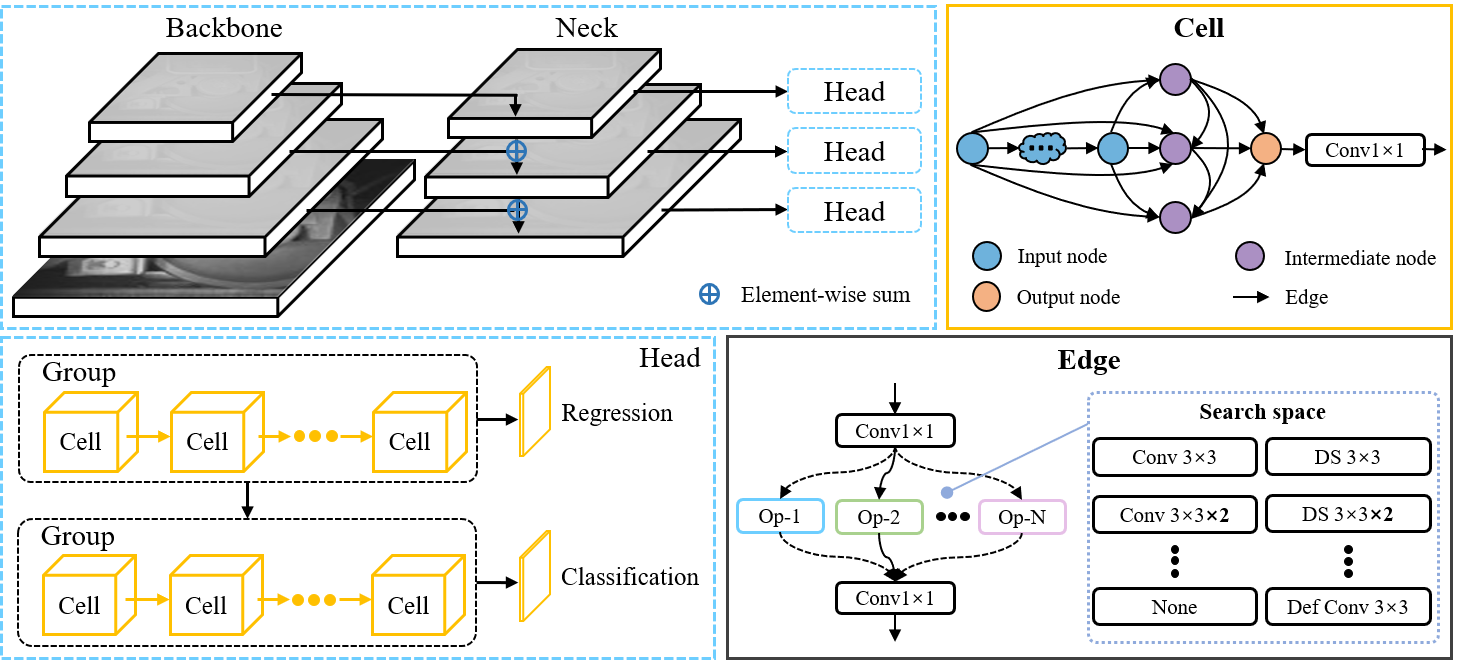 Backbone
Neck
Head
Head
Head
Element-wise sum
Cell
Conv1×1
Input node
Intermediate node
Output node
Edge
Head
Group
Cell
Cell
Cell
Regression
Group
Cell
Cell
Cell
Classification
Edge
Conv1×1
Op-1
Op-2
Op-N
Conv1×1
Search space
Conv 3×3
DS 3×3
Conv 3×3×2
DS 3×3×2
None
Def Conv 3×3